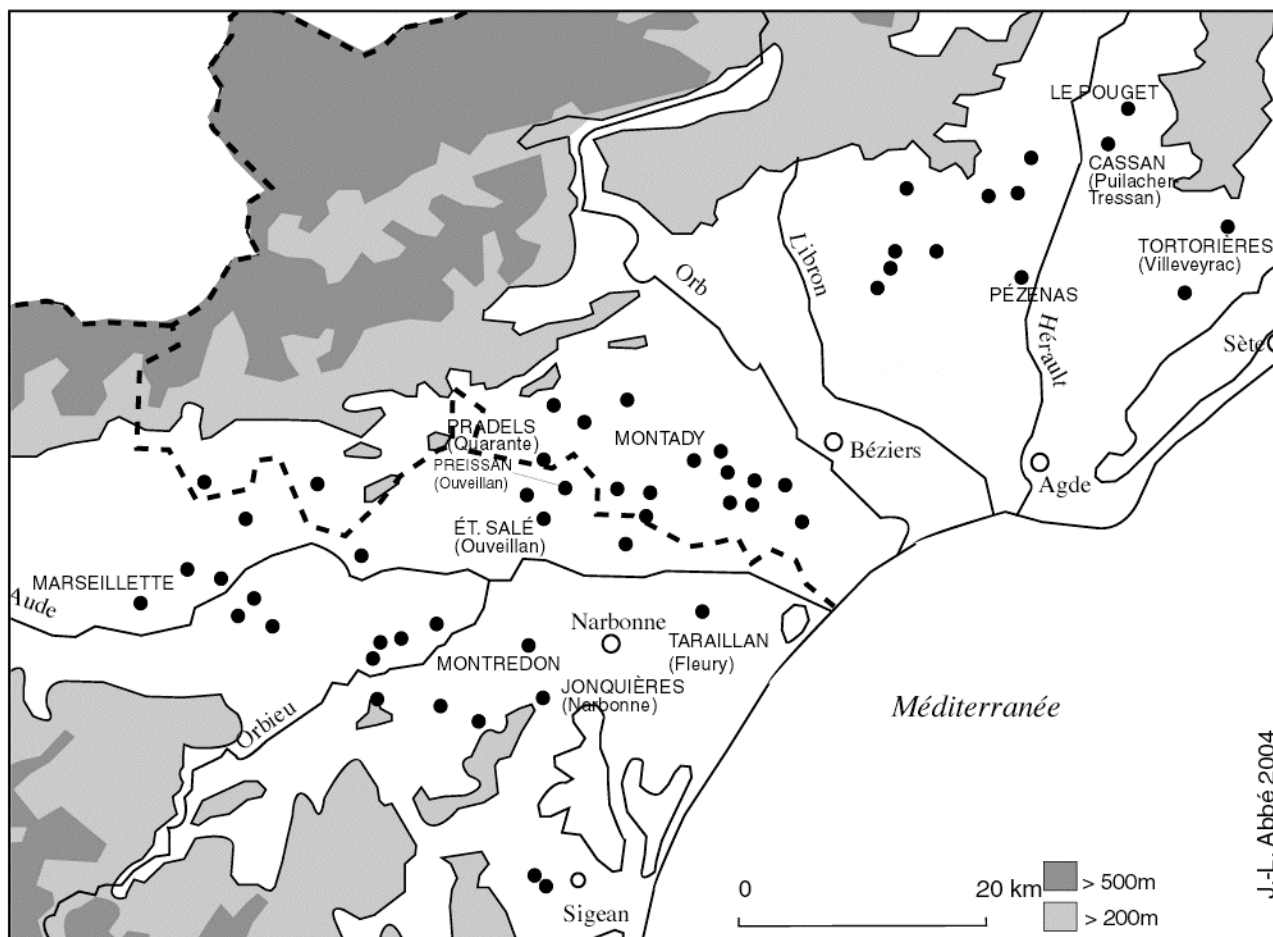 LE POUGET
CASSAN
(Puilacher-
Tressan)
TORTORIÈRES
(Villeveyrac)
PÉZENAS
Libron
Orb
Hérault
Sète
PRADELS
(Quarante)
MONTADY
PREISSAN
(Ouveillan)
Béziers
Agde
ÉT. SALÉ
(Ouveillan)
MARSEILLETTE
Aude
Narbonne
TARAILLAN
(Fleury)
MONTREDON
JONQUIÈRES
(Narbonne)
Orbieu
Méditerranée
Sigean
0 20 km
> 500m
> 200m
J.-L. Abbé 2004